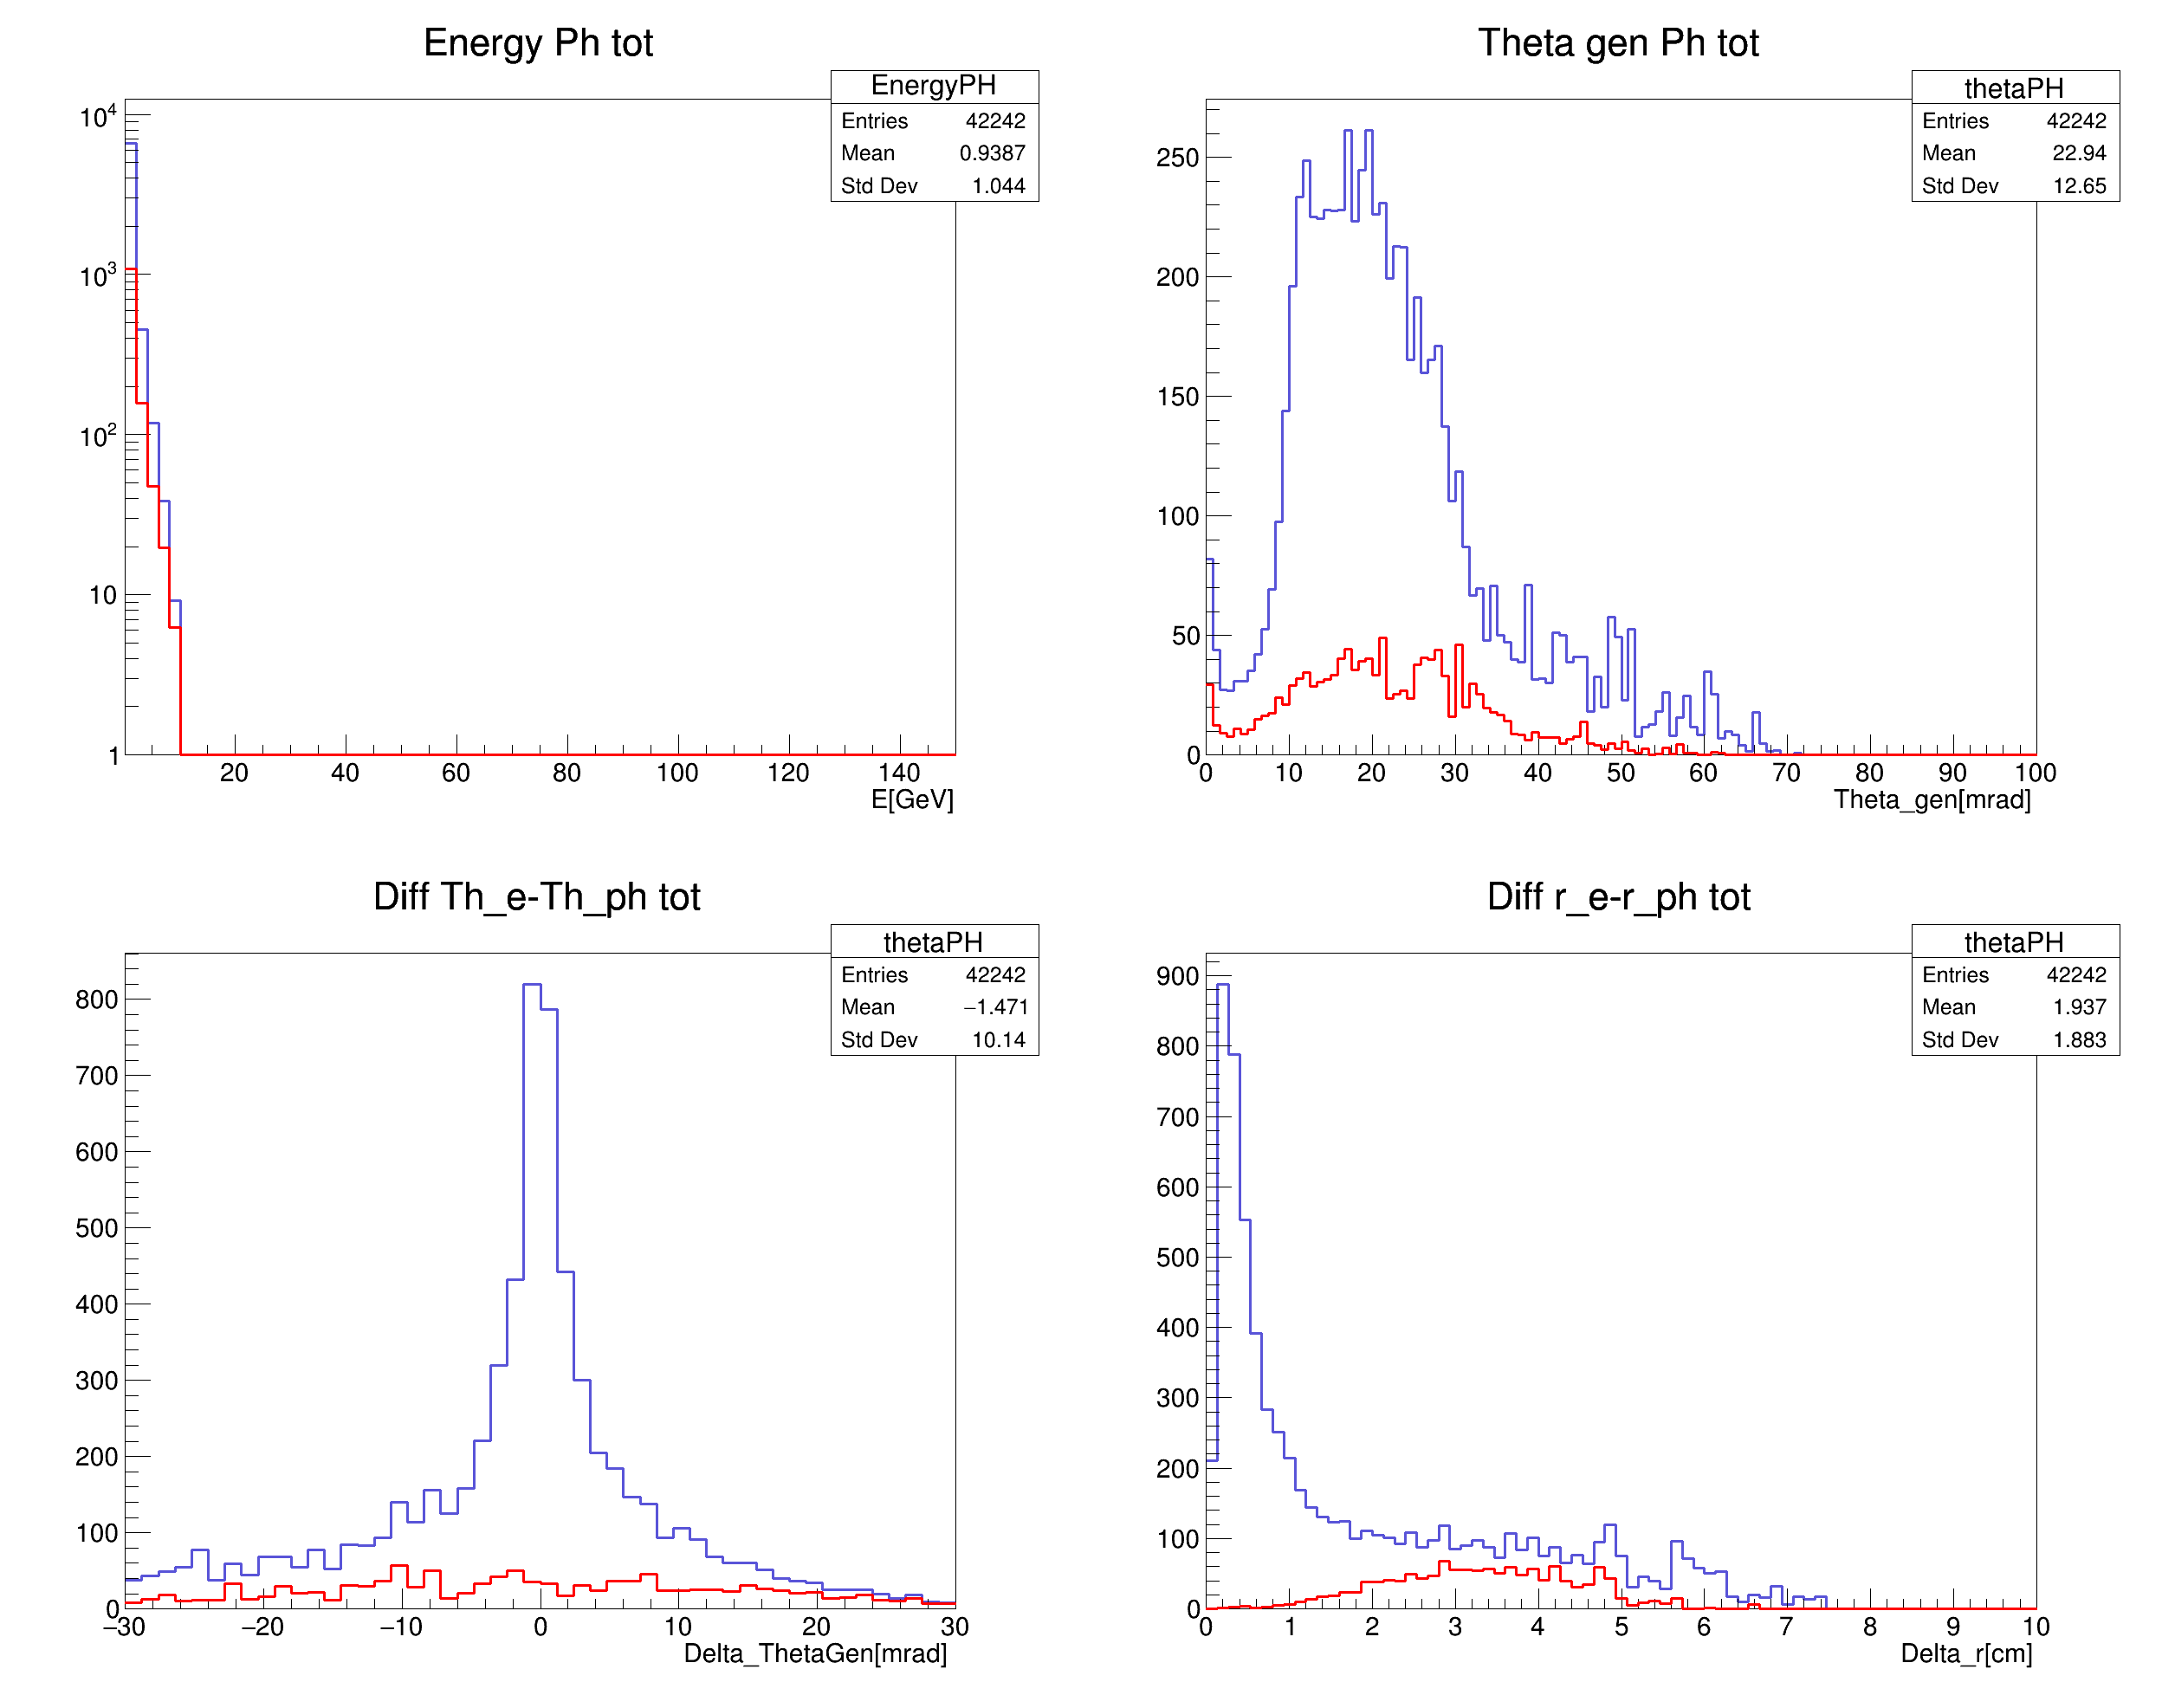 Energy Ph tot
EnergyPH
Entries 42242
Mean 0.9387
Std Dev 1.044
10^4
10^3
10^2
10
1
20 40 60 80 100 120 140
E[GeV]
Theta gen Ph tot
thetaPH
Entries 42242
Mean 22.94
Std Dev 12.65
250
200
150
100
50
0
0 10 20 30 40 50 60 70 80 90 100
Theta_gen[mrad]
Diff Th_e-Th_ph tot
thetaPH
Entries 42242
Mean −1.471
Std Dev 10.14
800
700
600
500
400
300
200
100
0
−30 −20 −10 0 10 20 30
Delta_ThetaGen[mrad]
Diff r_e-r_ph tot
thetaPH
Entries 42242
Mean 1.937
Std Dev 1.883
900
800
700
600
500
400
300
200
100
0
0 1 2 3 4 5 6 7 8 9 10
Delta_r[cm]